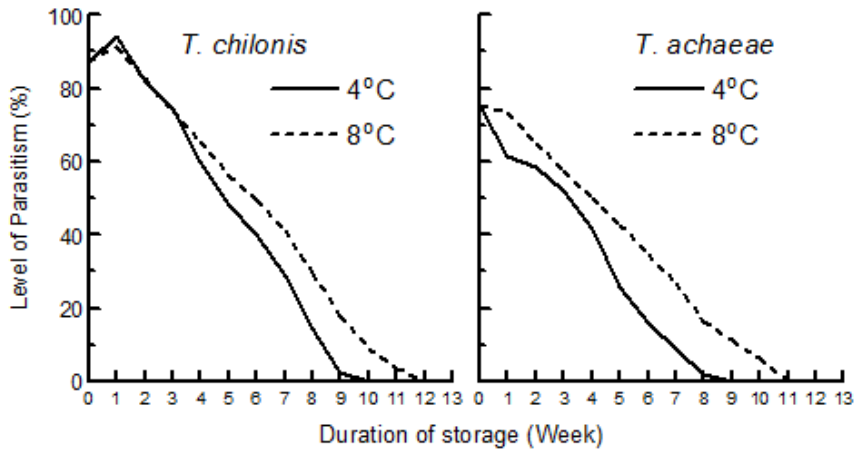 T. chilonis
4°C
8°C
T. achaeae
4°C
8°C
Level of Parasitism (%)
100
80
60
40
20
0
0 1 2 3 4 5 6 7 8 9 10 11 12 13
0 1 2 3 4 5 6 7 8 9 10 11 12 13
Duration of storage (Week)